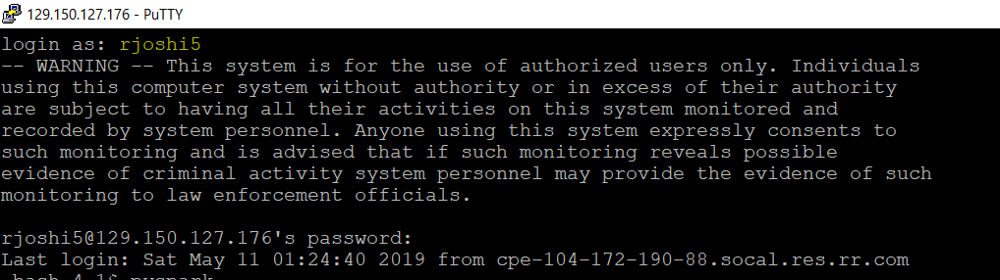 129.150.127.176 - PuTTY
login as: rjoshi5
-- WARNING -- This system is for the use of authorized users only. Individuals
using this computer system without authority or in excess of their authority
are subject to having all their activities on this system monitored and
recorded by system personnel. Anyone using this system expressly consents to
such monitoring and is advised that if such monitoring reveals possible
evidence of criminal activity system personnel may provide the evidence of such
monitoring to law enforcement officials.
rjoshi5@129.150.127.176's password:
Last login: Sat May 11 01:24:40 2019 from cpe-104-172-190-88.socal.res.rr.com
-bash-4.1$ pyspark